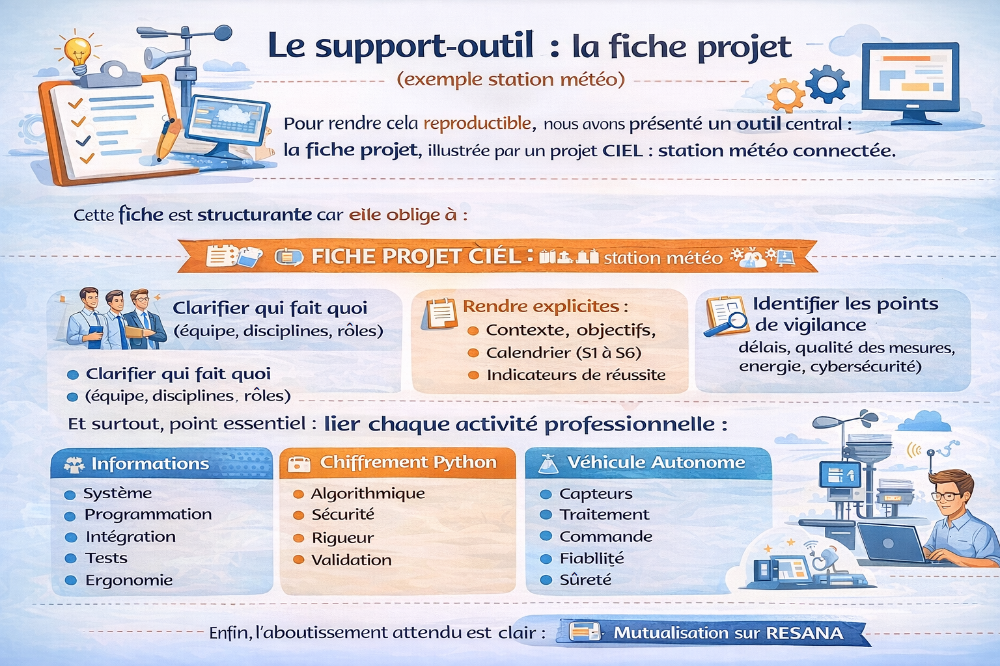 Le support-outil : la fiche projet
(exemple station météo)
Pour rendre cela reproductible, nous avons présenté un outil central :
la fiche projet, illustrée par un projet CIEL : station météo connectée.
Cette fiche est structurante car eile oblige à :
FICHE PROJET CIÉL : station météo
Clarifier qui fait quoi
(équipe, disciplines, rôles)
Clarifier qui fait quoi
(équipe, disciplines, rôles)
Rendre explicites :
Contexte, objectifs,
Calendrier (S1 à S6)
Indicateurs de réussite
Identifier les points
de vigilance
délais, qualité des mesures,
energie, cybersécurité)
Et surtout, point essentiel : lier chaque activité professionnelle :
Informations
Système
Programmation
Intégration
Tests
Ergonomie
Chiffrement Python
Algorithmique
Sécurité
Rigueur
Validation
Véhicule Autonome
Capteurs
Traitement
Commande
Fiablliţé
Sûreté
Enfin, l'aboutissement attendu est clair :
Mutualisation sur RESANA